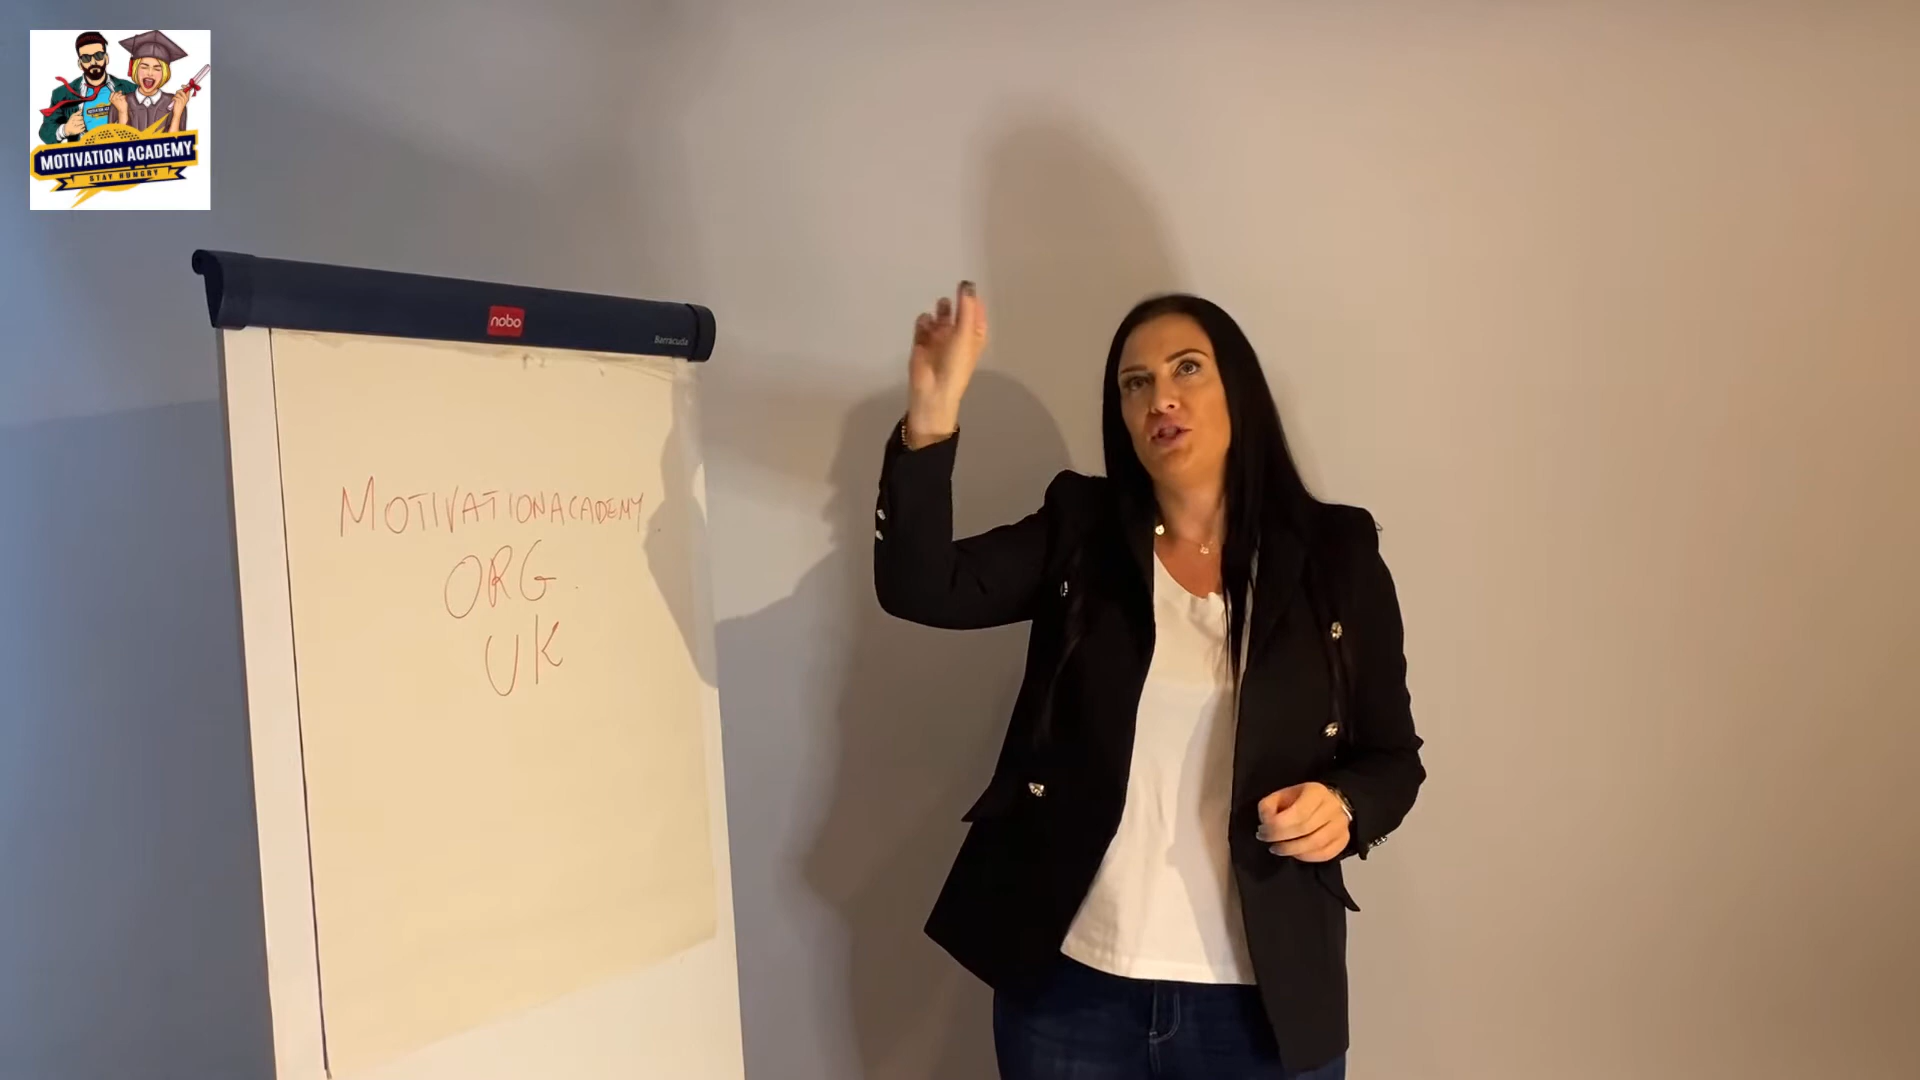 MOTIVATION ACADEMY
STAY HUNGRY
nobo
Barracuda
MOTIVATIONACADEMY.
ORG.
UK